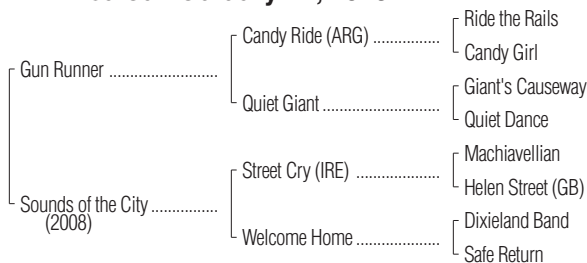 Ride the Rails
Candy Ride (ARG)
Candy Girl
Gun Runner
Giant's Causeway
Quiet Giant
Quiet Dance
Machiavellian
Street Cry (IRE)
Helen Street (GB)
Sounds of the City
(2008)
Dixieland Band
Welcome Home
Safe Return